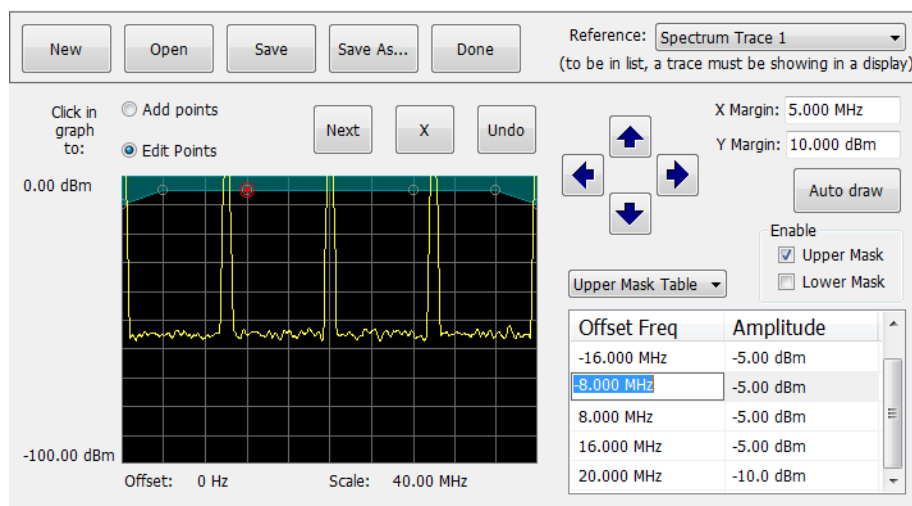 New
Open
Save
Save As...
Done
Reference: Spectrum Trace 1
(to be in list, a trace must be showing in a display)
Click in
graph
to:
Add points
Edit Points
Next
X
Undo
X Margin: 5.000 MHz
Y Margin: 10.000 dBm
Auto draw
Enable
Upper Mask
Lower Mask
0.00 dBm
-100.00 dBm
Offset: 0 Hz
Scale: 40.00 MHz
Upper Mask Table
Offset Freq Amplitude
-16.000 MHz -5.00 dBm
-8.000 MHz -5.00 dBm
8.000 MHz -5.00 dBm
16.000 MHz -5.00 dBm
20.000 MHz -10.0 dBm